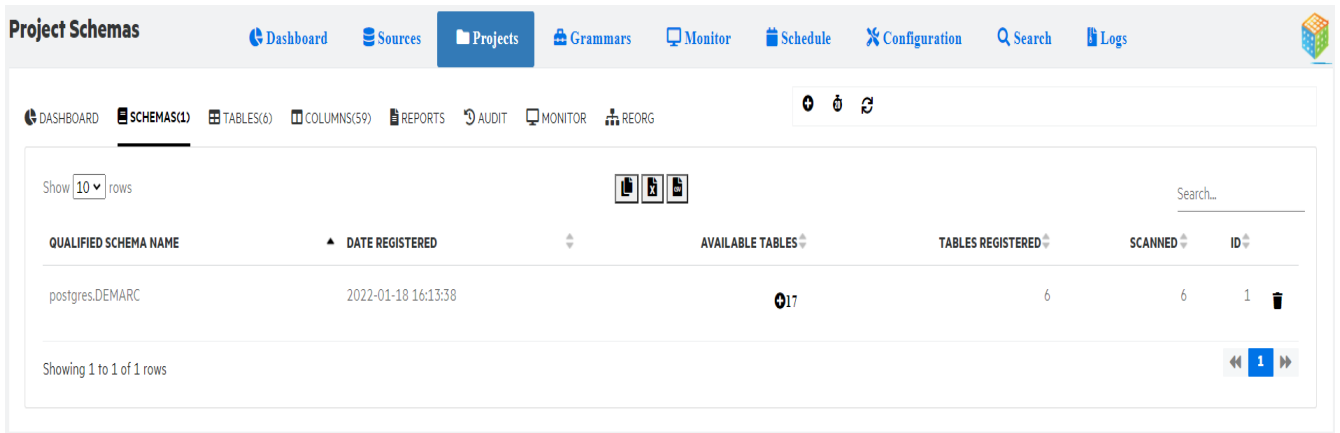 Project Schemas
Dashboard Sources Projects Grammars Monitor Schedule Configuration Search Logs
DASHBOARD SCHEMAS(1) TABLES(6) COLUMNS(59) REPORTS AUDIT MONITOR REORG
Show 10 rows
Search...
QUALIFIED SCHEMA NAME DATE REGISTERED AVAILABLE TABLES TABLES REGISTERED SCANNED ID
postgres.DEMARC 2022-01-18 16:13:38 17 6 6 1
Showing 1 to 1 of 1 rows
1